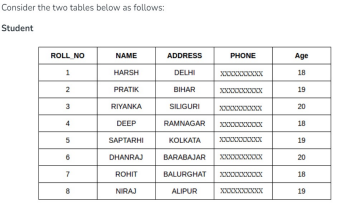 Consider the two tables below as follows:
Student
ROLL_NO NAME ADDRESS PHONE Age
1 HARSH DELHI XXXXXXXXXX 18
2 PRATIK BIHAR XXXXXXXXXX 19
3 RIYANKA SILIGURI XXXXXXXXXX 20
4 DEEP RAMNAGAR XXXXXXXXXX 18
5 SAPTARHI KOLKATA XXXXXXXXXX 19
6 DHANRAJ BARABAJAR XXXXXXXXXX 20
7 ROHIT BALURGHAT XXXXXXXXXX 18
8 NIRAJ ALIPUR XXXXXXXXXX 19